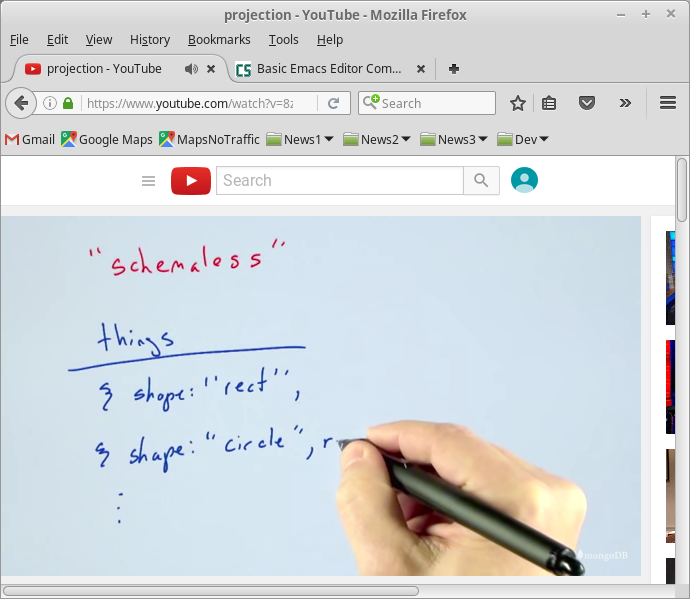 projection - YouTube - Mozilla Firefox
File Edit View History Bookmarks Tools Help
projection - YouTube Basic Emacs Editor Com...
https://www.youtube.com/watch?v=8z Search
Gmail Google Maps MapsNoTraffic News1 News2 News3 Dev
Search
"schemaless"
things
{ shape: "rect",
{ shape: "circle", r
⋮
mongoDB